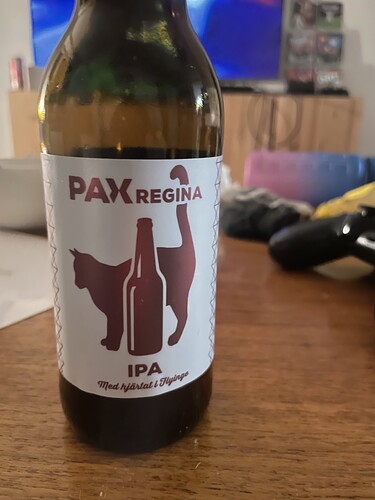 PAX REGINA
IPA
Med hjärtat i Flyinge